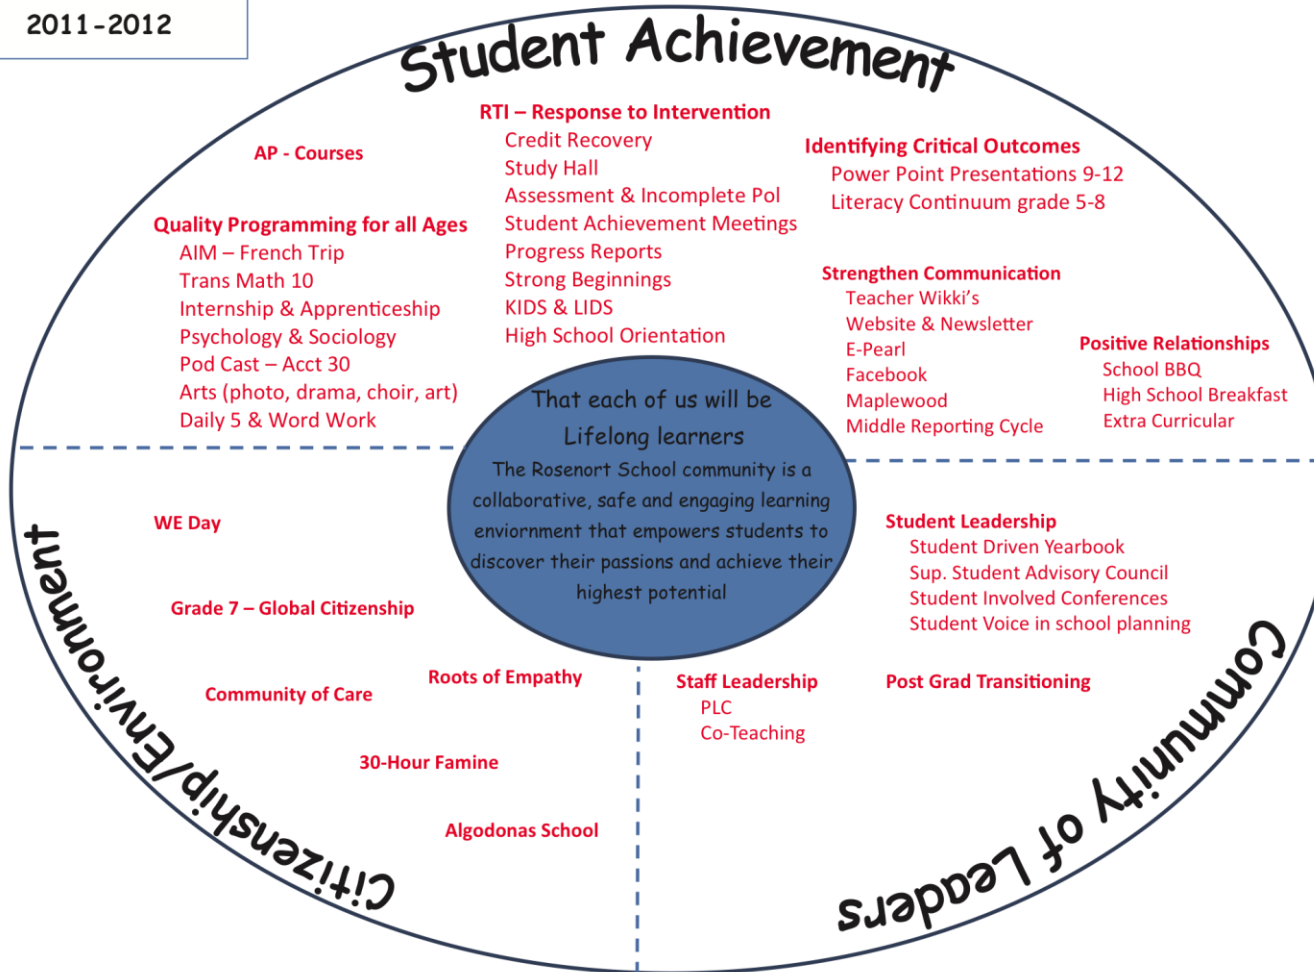 2011-2012
Student Achievement
AP - Courses
Quality Programming for all Ages
AIM – French Trip
Trans Math 10
Internship & Apprenticeship
Psychology & Sociology
Pod Cast – Acct 30
Arts (photo, drama, choir, art)
Daily 5 & Word Work
RTI – Response to Intervention
Credit Recovery
Study Hall
Assessment & Incomplete Pol
Student Achievement Meetings
Progress Reports
Strong Beginnings
KIDS & LIDS
High School Orientation
Identifying Critical Outcomes
Power Point Presentations 9-12
Literacy Continuum grade 5-8
Strengthen Communication
Teacher Wikki's
Website & Newsletter
E-Pearl
Facebook
Maplewood
Middle Reporting Cycle
Positive Relationships
School BBQ
High School Breakfast
Extra Curricular
That each of us will be
Lifelong learners
The Rosenort School community is a
collaborative, safe and engaging learning
enviornment that empowers students to
discover their passions and achieve their
highest potential
Citizenship/Environment
WE Day
Grade 7 – Global Citizenship
Community of Care
Roots of Empathy
30-Hour Famine
Algodonas School
Community of Leaders
Student Leadership
Student Driven Yearbook
Sup. Student Advisory Council
Student Involved Conferences
Student Voice in school planning
Staff Leadership
PLC
Co-Teaching
Post Grad Transitioning